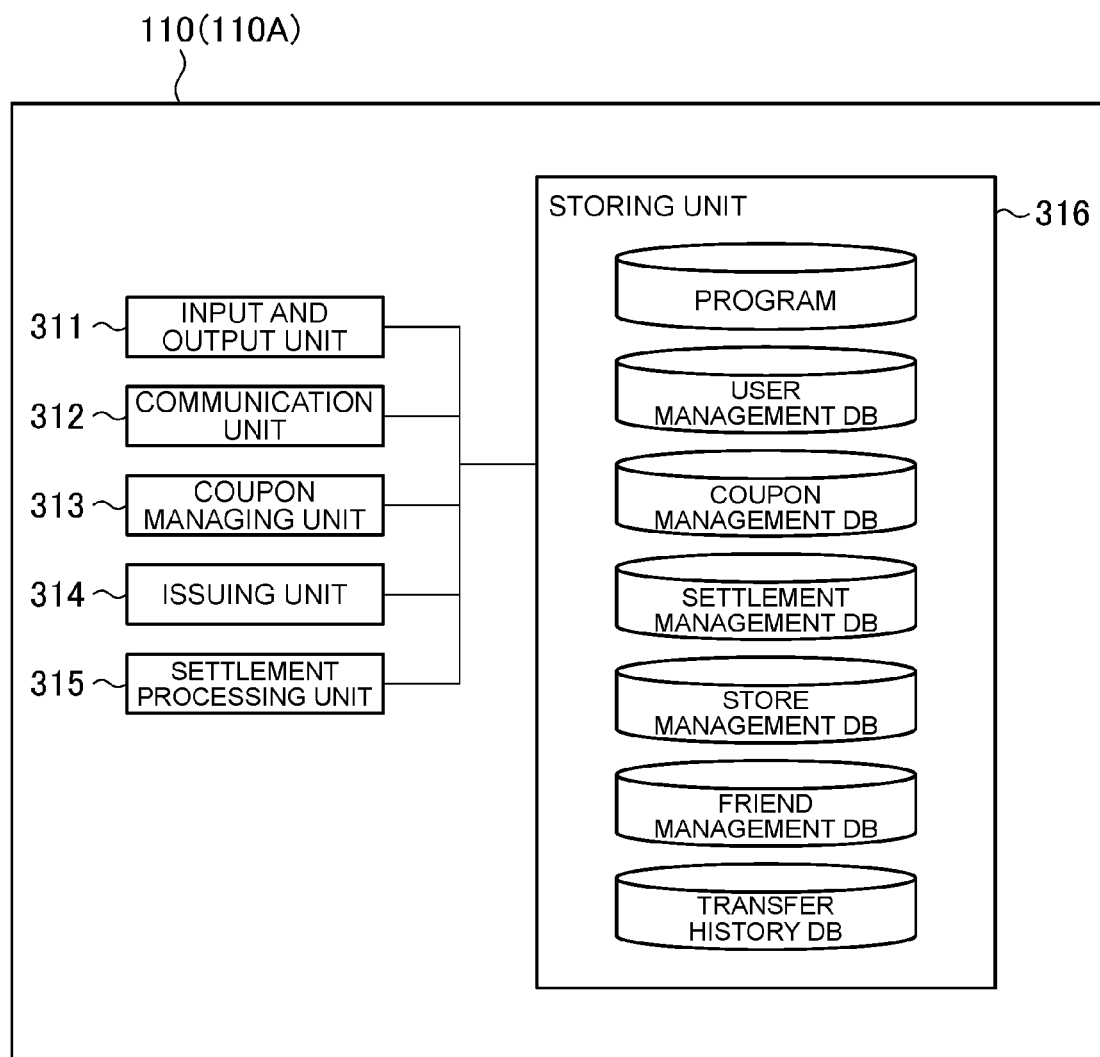 110(110A)
STORING UNIT
316
PROGRAM
311
INPUT AND
OUTPUT UNIT
USER
MANAGEMENT DB
312
COMMUNICATION
UNIT
COUPON
MANAGEMENT DB
313
COUPON
MANAGING UNIT
314
ISSUING UNIT
SETTLEMENT
MANAGEMENT DB
315
SETTLEMENT
PROCESSING UNIT
STORE
MANAGEMENT DB
FRIEND
MANAGEMENT DB
TRANSFER
HISTORY DB